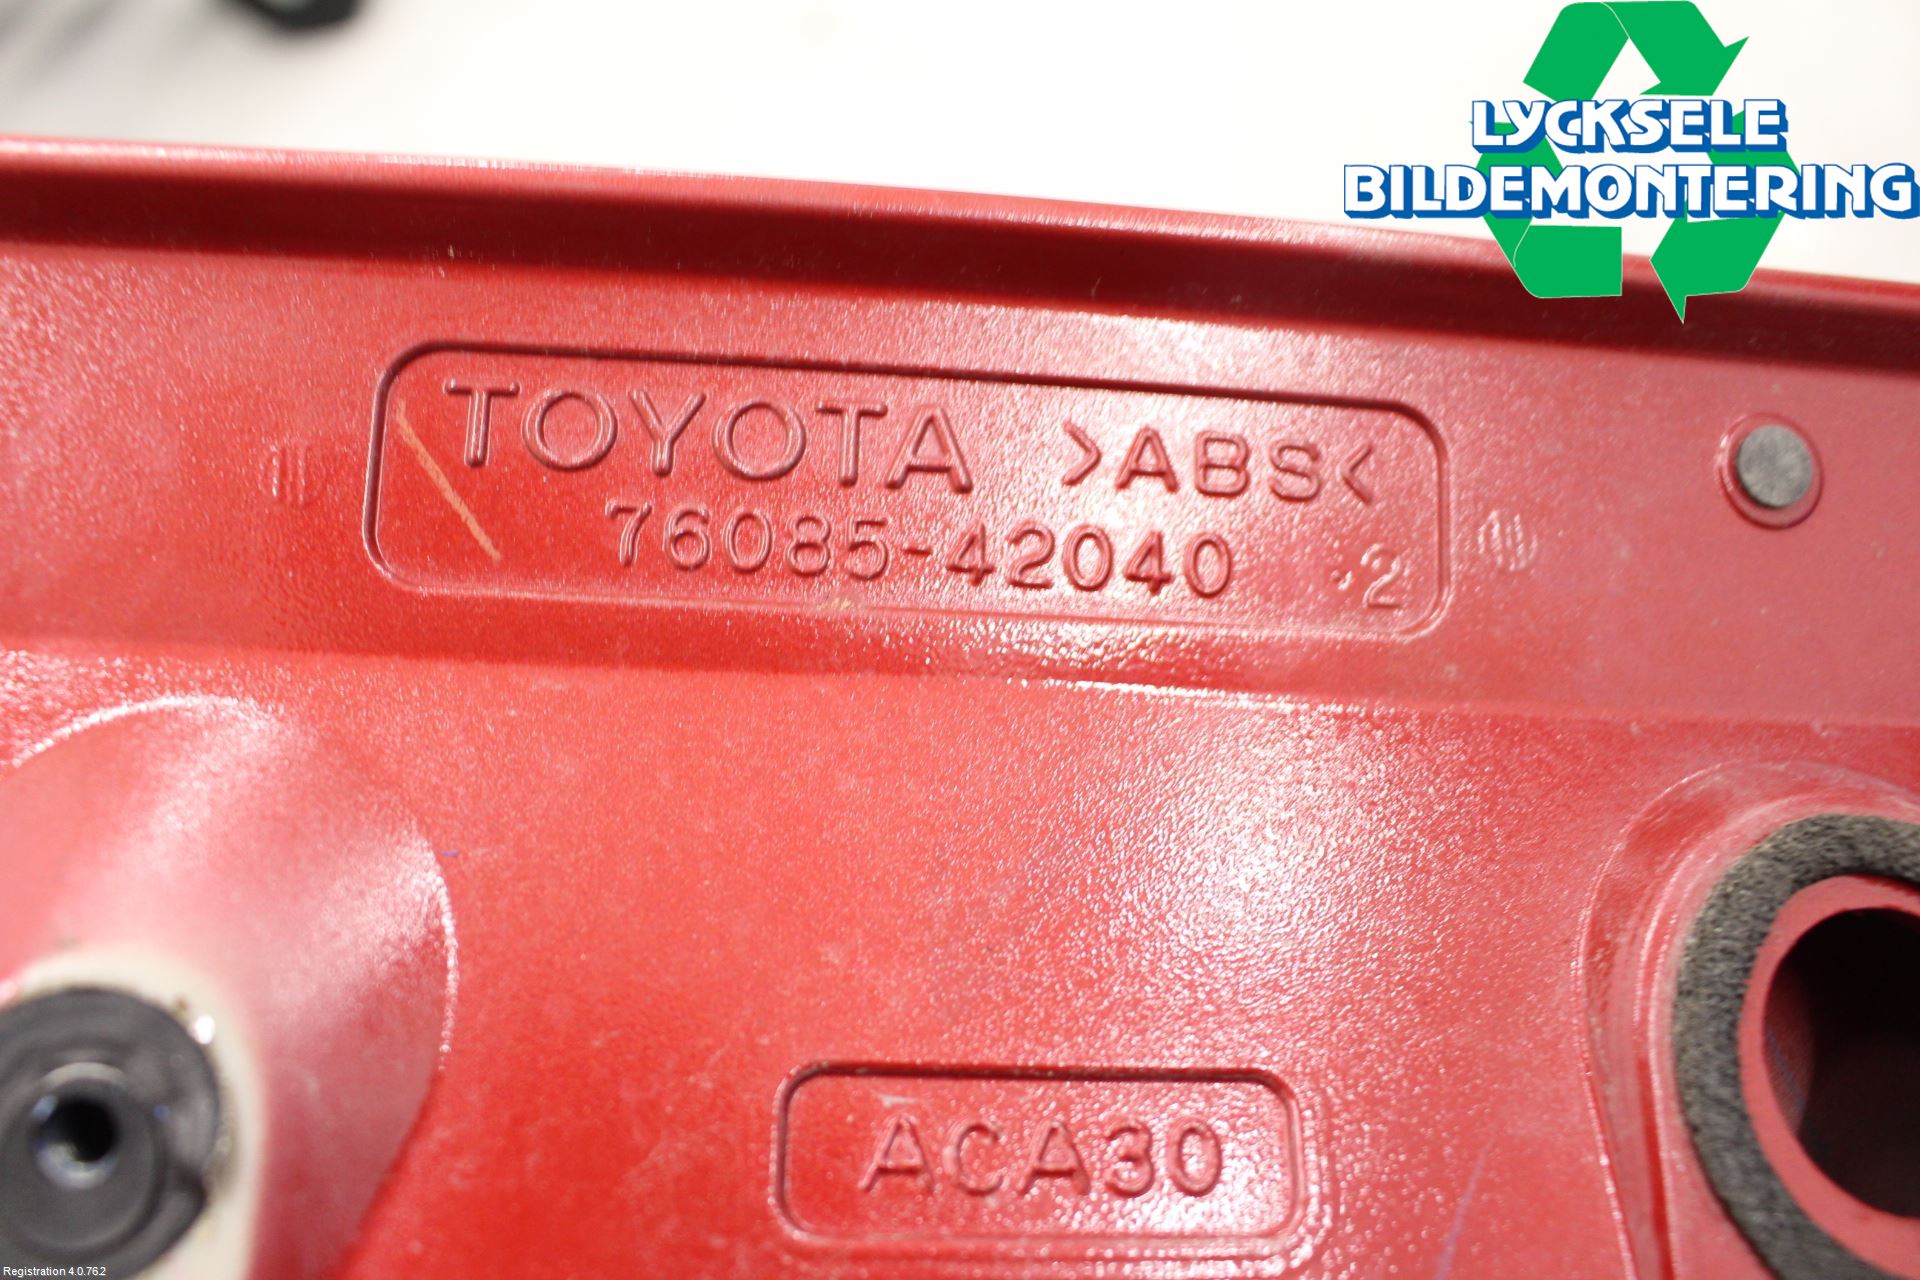 LYCKSELE
BILDEMONTERING
TOYOTA >ABS<
76085-42040 2
ACA30
Registration 4.0.762